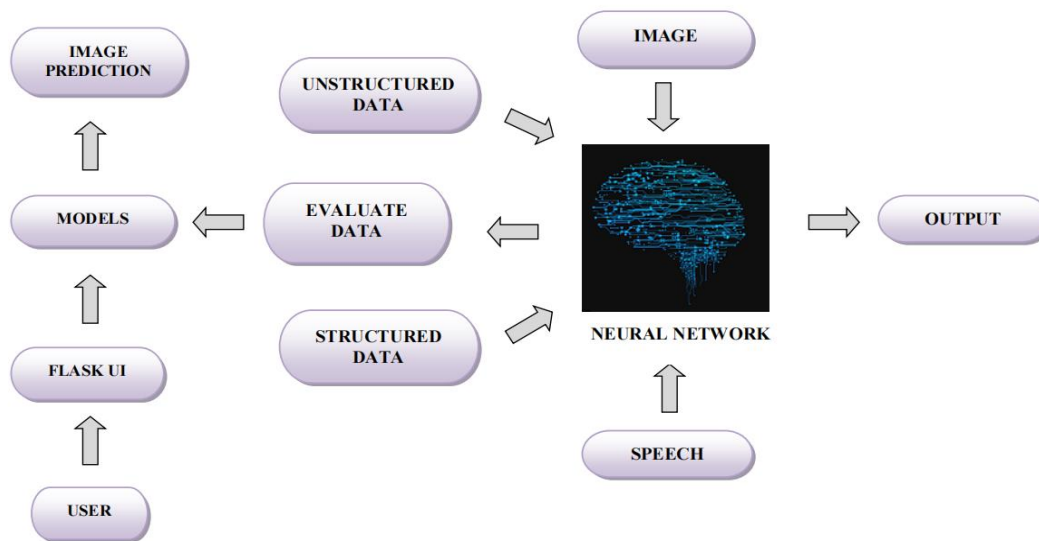 IMAGE
PREDICTION
IMAGE
UNSTRUCTURED
DATA
MODELS
EVALUATE
DATA
OUTPUT
STRUCTURED
DATA
NEURAL NETWORK
FLASK UI
SPEECH
USER